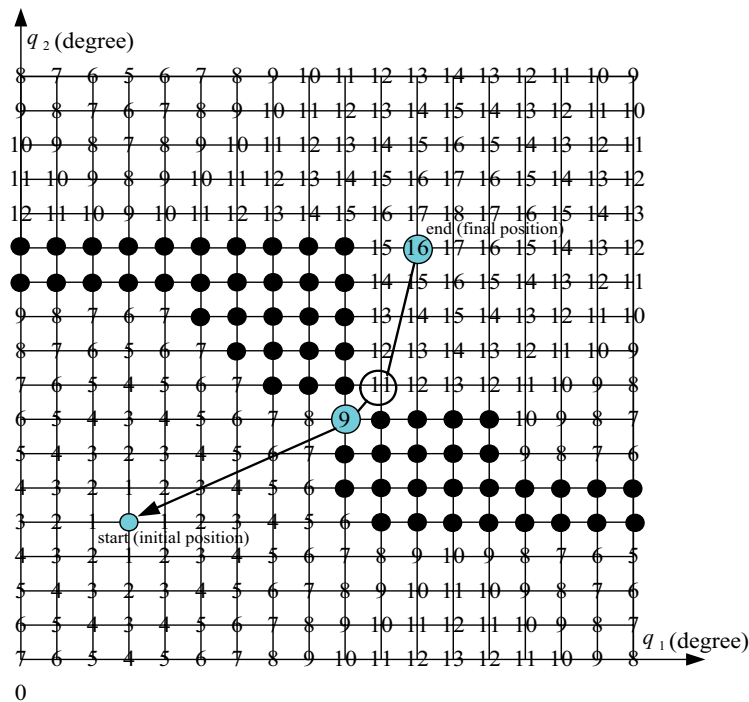 q 2 (degree)
8 7 6 5 6 7 8 9 10 11 12 13 14 13 12 11 10 9
9 8 7 6 7 8 9 10 11 12 13 14 15 14 13 12 11 10
10 9 8 7 8 9 10 11 12 13 14 15 16 15 14 13 12 11
11 10 9 8 9 10 11 12 13 14 15 16 17 16 15 14 13 12
12 11 10 9 10 11 12 13 14 15 16 17 18 17 16 15 14 13
end (final position)
15 16 17 16 15 14 13 12
14 15 16 15 14 13 12 11
9 8 7 6 7 13 14 15 14 13 12 11 10
8 7 6 5 6 7 12 13 14 13 12 11 10 9
7 6 5 4 5 6 7 11 12 13 12 11 10 9 8
6 5 4 3 4 5 6 7 8 9 10 9 8 7
5 4 3 2 3 4 5 6 7 9 8 7 6
4 3 2 1 2 3 4 5 6
3 2 1 1 2 3 4 5 6
start (initial position)
4 3 2 1 2 3 4 5 6 7 8 9 10 9 8 7 6 5
5 4 3 2 3 4 5 6 7 8 9 10 11 10 9 8 7 6
6 5 4 3 4 5 6 7 8 9 10 11 12 11 10 9 8 7
7 6 5 4 5 6 7 8 9 10 11 12 13 12 11 10 9 8
q 1 (degree)
0